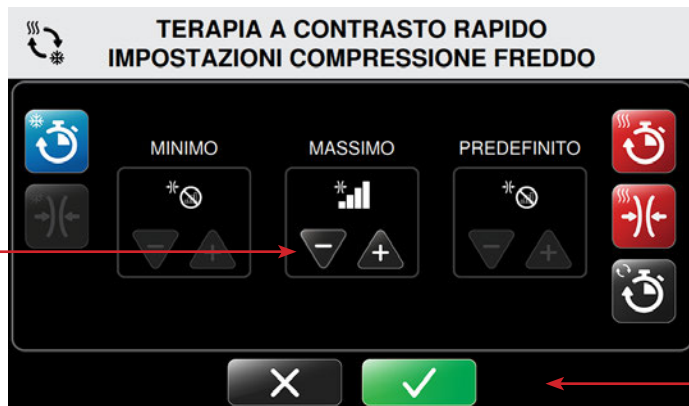 TERAPIA A CONTRASTO RAPIDO
IMPOSTAZIONI COMPRESSIONE FREDDO
MINIMO MASSIMO PREDEFINITO